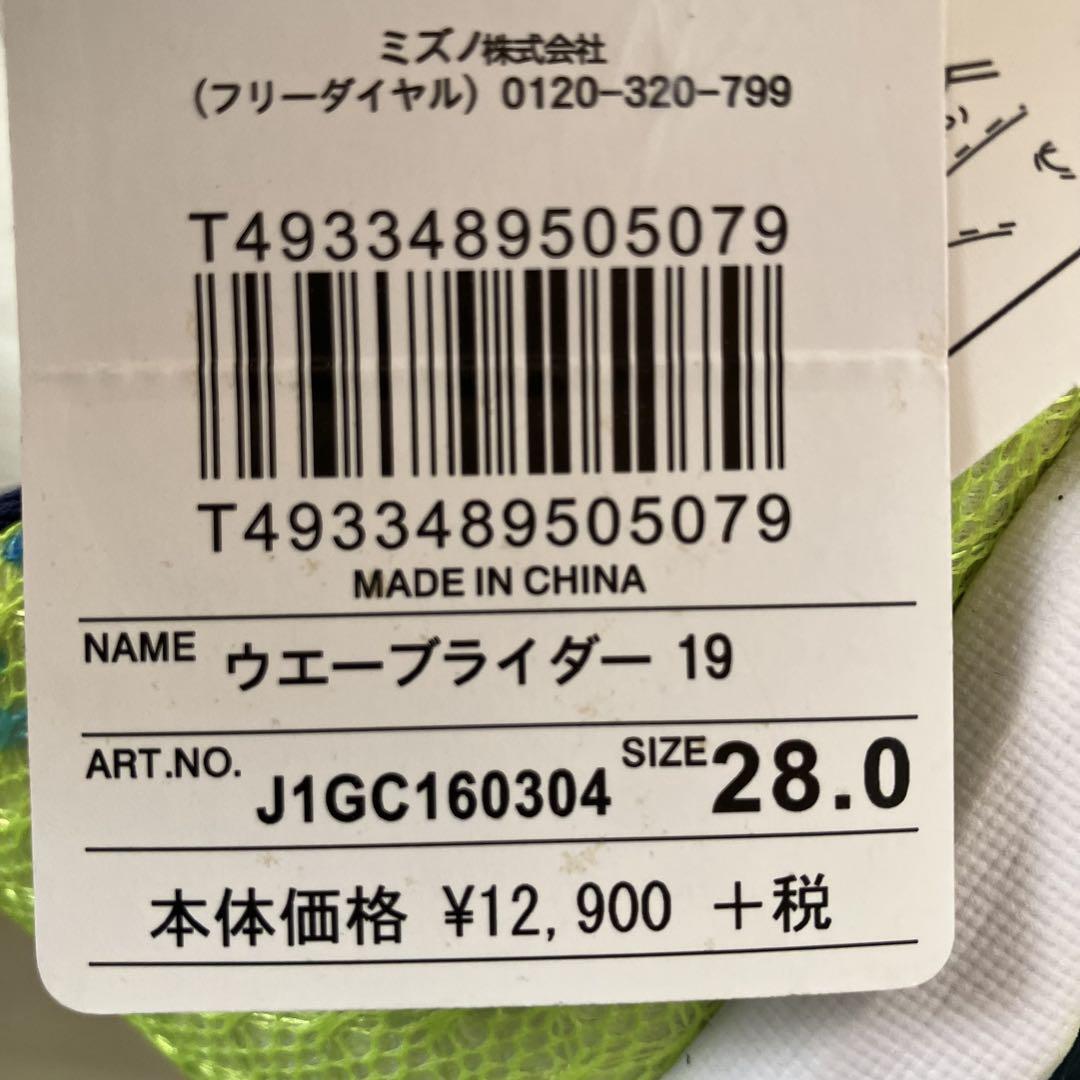 ミズノ株式会社
(フリーダイヤル) 0120-320-799
T4933489505079
T4933489505079
MADE IN CHINA
NAME ウエーブライダー 19
ART.NO. J1GC160304 SIZE 28.0
本体価格 ¥12,900 +税